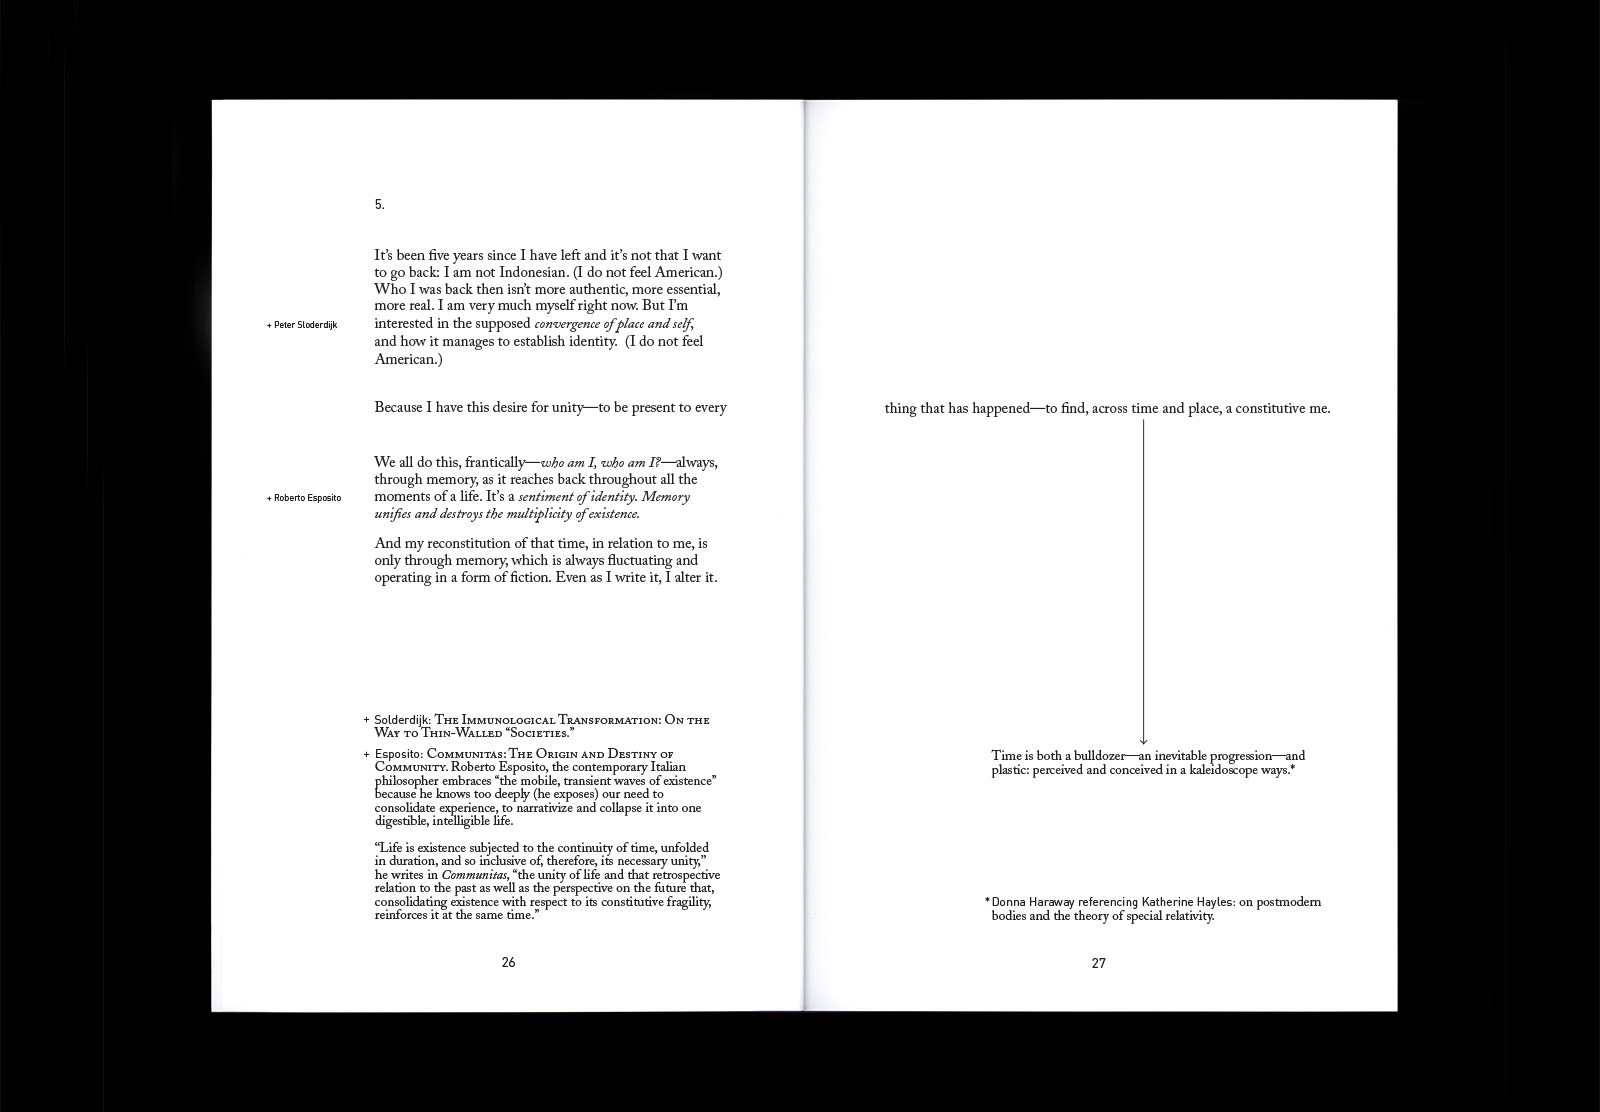 5.
It’s been five years since I have left and it’s not that I want
to go back: I am not Indonesian. (I do not feel American.)
Who I was back then isn’t more authentic, more essential,
more real. I am very much myself right now. But I’m
+ Peter Sloderdijk
interested in the supposed convergence of place and self,
and how it manages to establish identity. (I do not feel
American.)
Because I have this desire for unity—to be present to every
We all do this, frantically—who am I, who am I?—always,
through memory, as it reaches back throughout all the
+ Roberto Esposito
moments of a life. It’s a sentiment of identity. Memory
unifies and destroys the multiplicity of existence.
And my reconstitution of that time, in relation to me, is
only through memory, which is always fluctuating and
operating in a form of fiction. Even as I write it, I alter it.
+ Solderdijk: The Immunological Transformation: On the
Way to Thin-Walled “Societies.”
+ Esposito: Communitas: The Origin and Destiny of
Community. Roberto Esposito, the contemporary Italian
philosopher embraces “the mobile, transient waves of existence”
because he knows too deeply (he exposes) our need to
consolidate experience, to narrativize and collapse it into one
digestible, intelligible life.
“Life is existence subjected to the continuity of time, unfolded
in duration, and so inclusive of, therefore, its necessary unity,”
he writes in Communitas, “the unity of life and that retrospective
relation to the past as well as the perspective on the future that,
consolidating existence with respect to its constitutive fragility,
reinforces it at the same time.”
26
thing that has happened—to find, across time and place, a constitutive me.
Time is both a bulldozer—an inevitable progression—and
plastic: perceived and conceived in a kaleidoscope ways.*
* Donna Haraway referencing Katherine Hayles: on postmodern
bodies and the theory of special relativity.
27